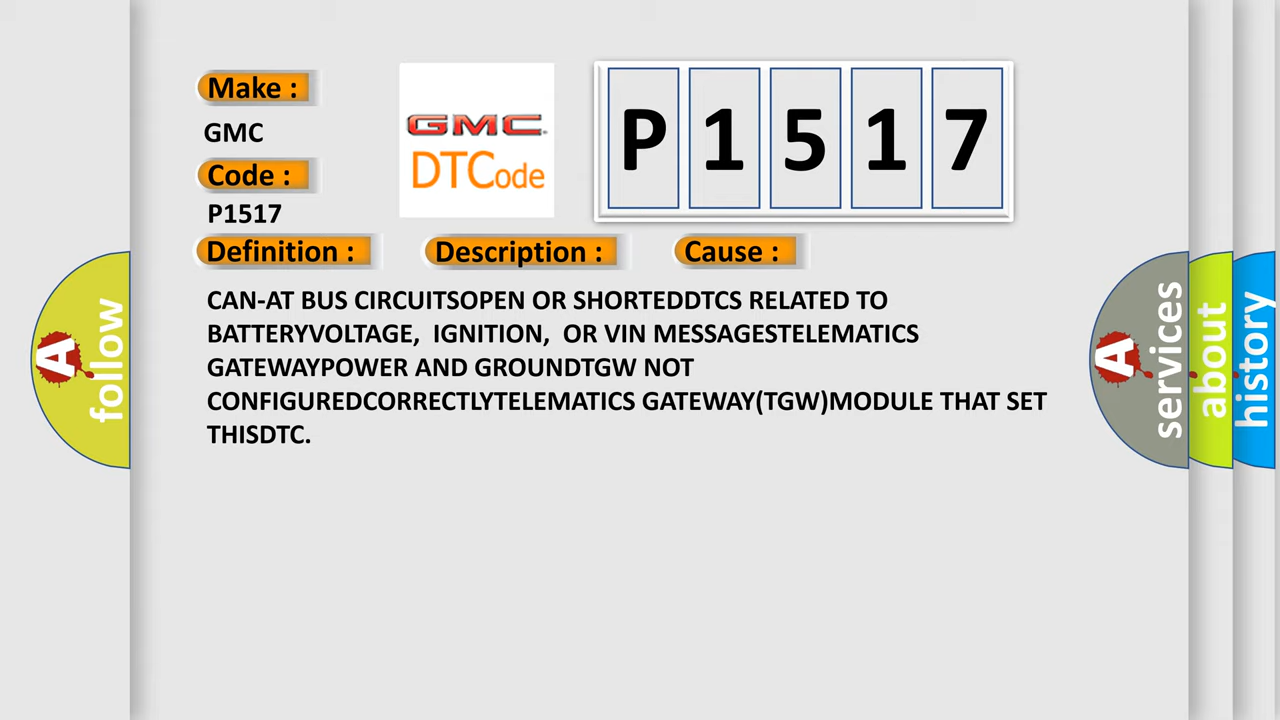 Make :
GMC
Code :
P1517
GMC
DTCode
P 1 5 1 7
Definition :
Description :
Cause :
CAN-AT BUS CIRCUITSOPEN OR SHORTEDDTCS RELATED TO
BATTERYVOLTAGE,  IGNITION,  OR VIN MESSAGESTELEMATICS
GATEWAYPOWER AND GROUNDTGW NOT
CONFIGUREDCORRECTLYTELEMATICS GATEWAY(TGW)MODULE THAT SET
THISDTC.
A
follow
A
services
about
history